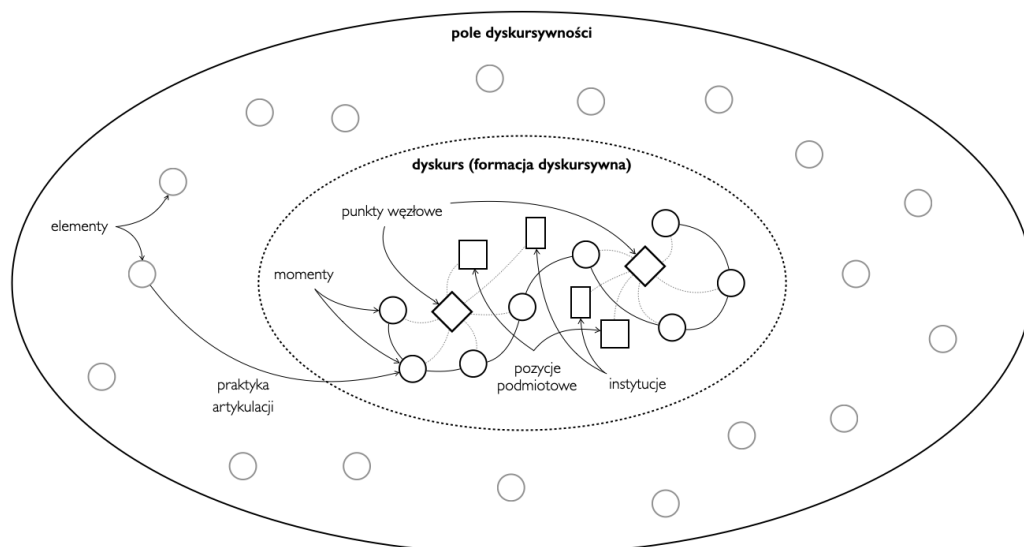 pole dyskursywności
dyskurs (formacja dyskursywna)
punkty węzłowe
elementy
momenty
pozycje
podmiotowe
instytucje
praktyka
artykulacji